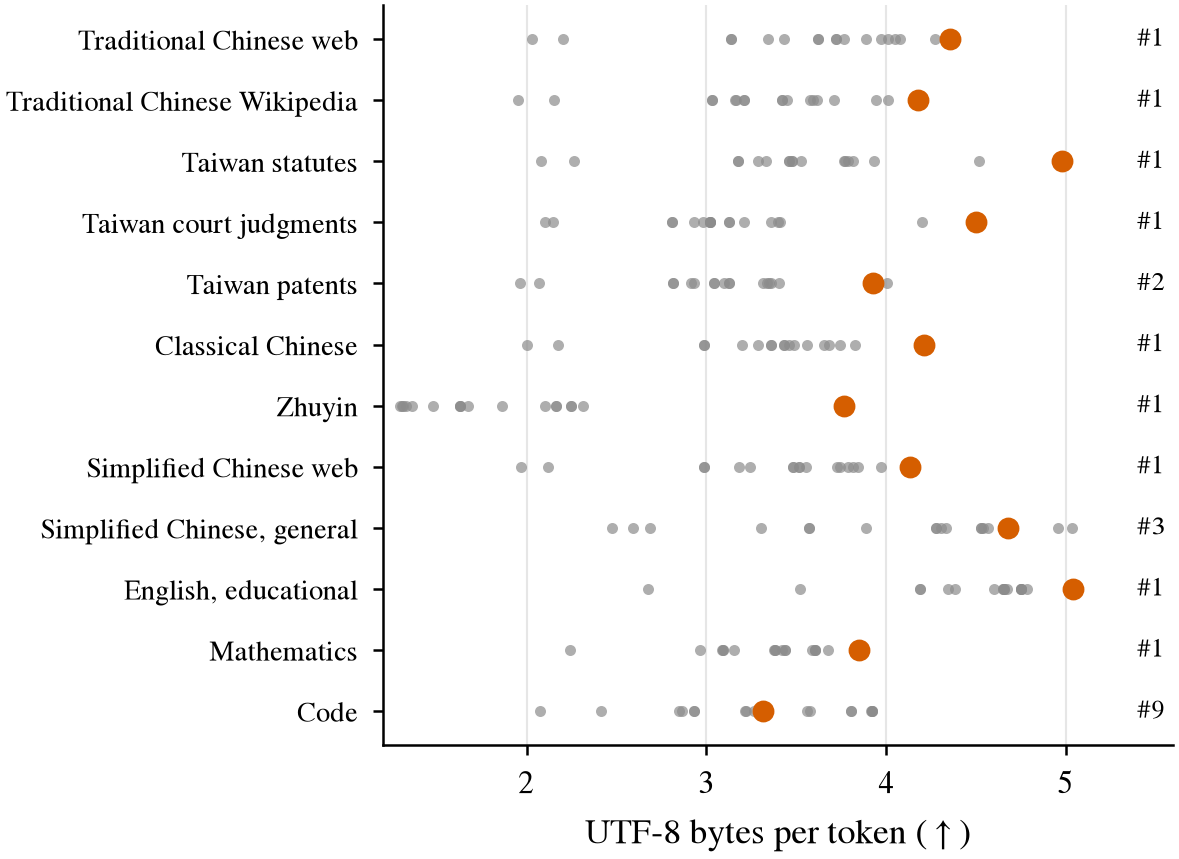 Traditional Chinese web #1
Traditional Chinese Wikipedia #1
Taiwan statutes #1
Taiwan court judgments #1
Taiwan patents #2
Classical Chinese #1
Zhuyin #1
Simplified Chinese web #1
Simplified Chinese, general #3
English, educational #1
Mathematics #1
Code #9
2 3 4 5
UTF-8 bytes per token (↑)